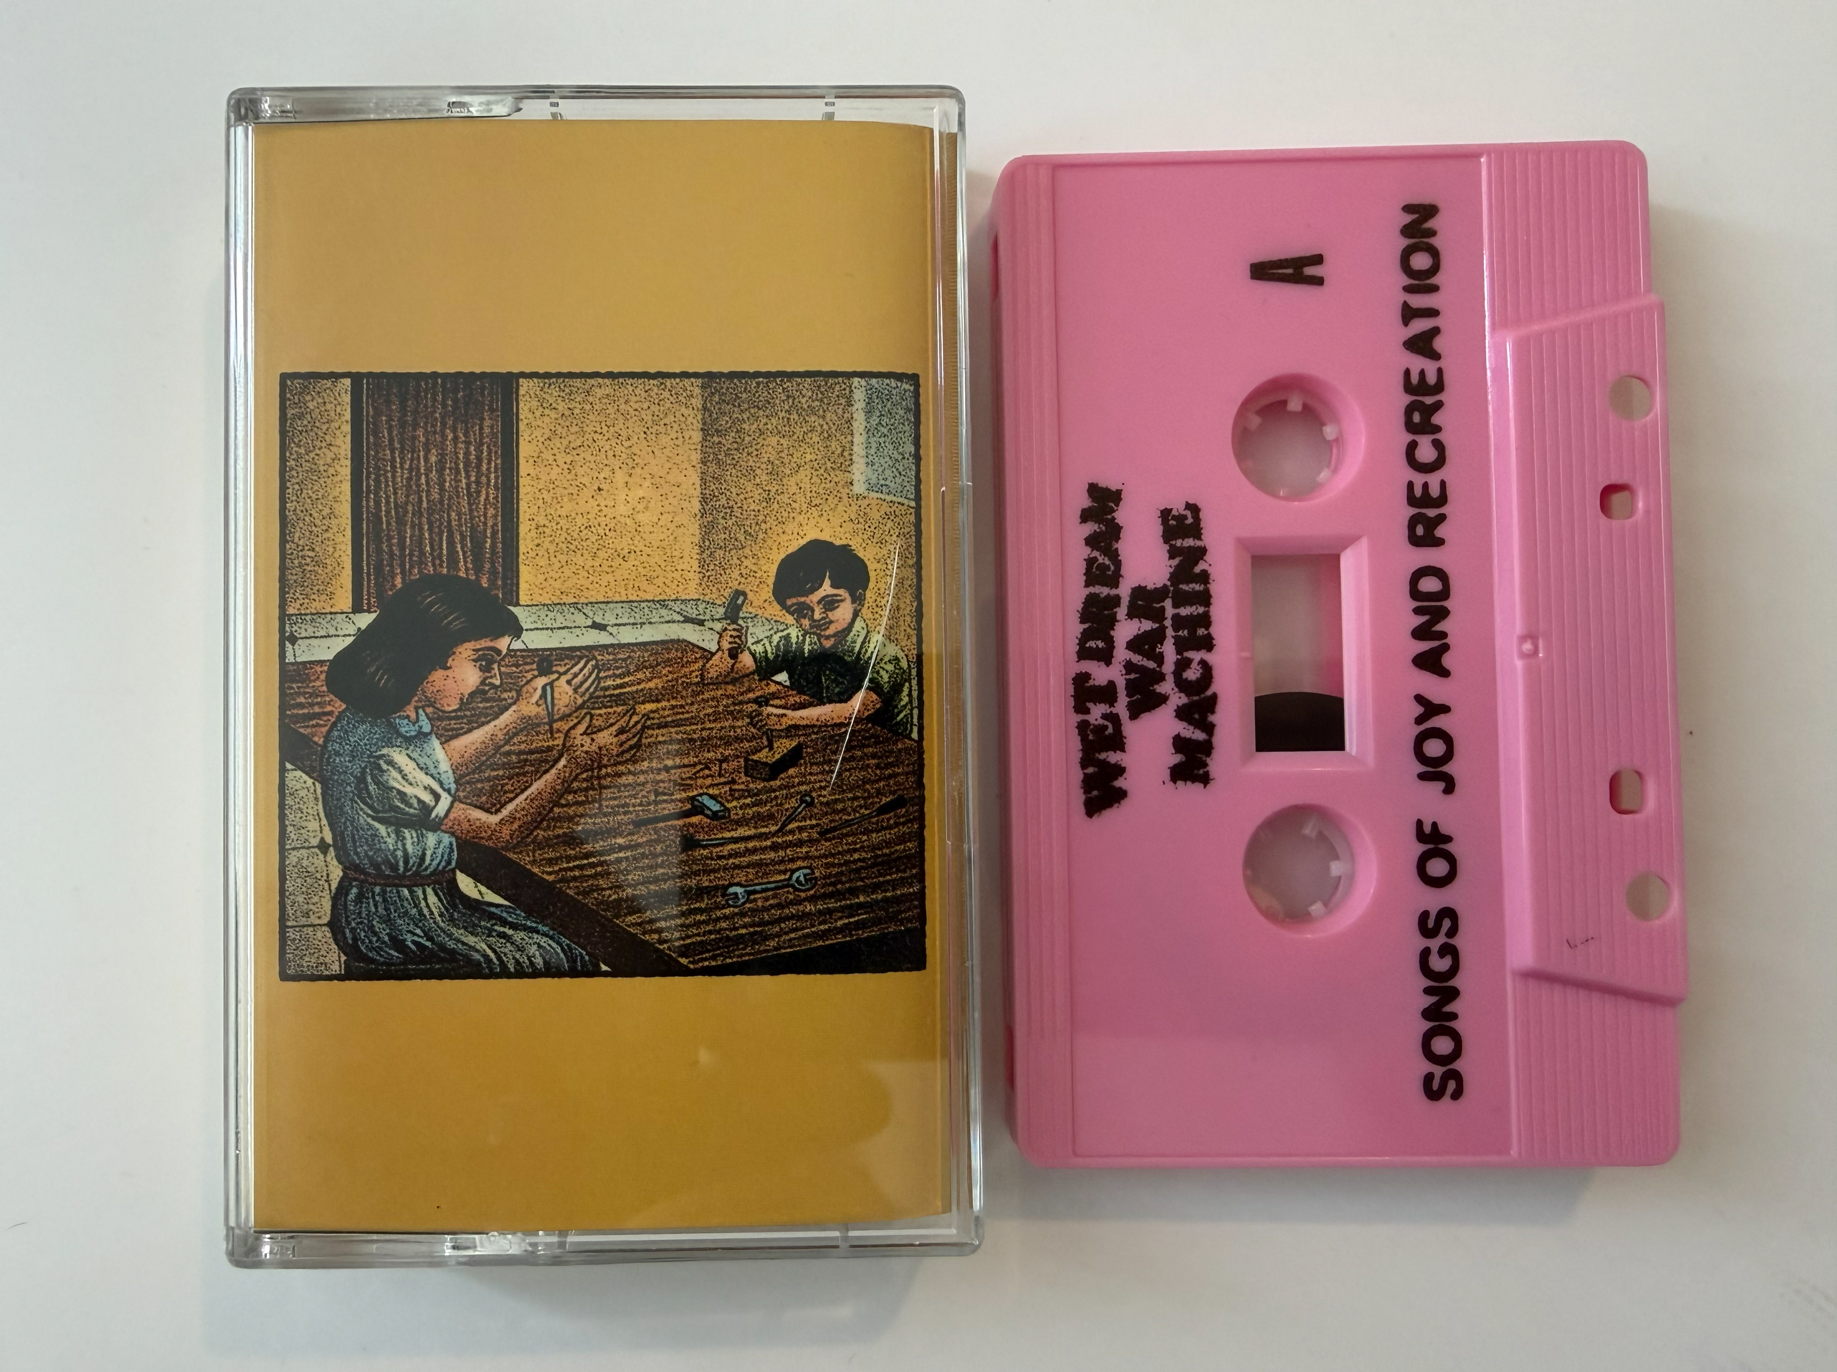 WET DREAM
WAR
MACHINE
A
SONGS OF JOY AND RECREATION